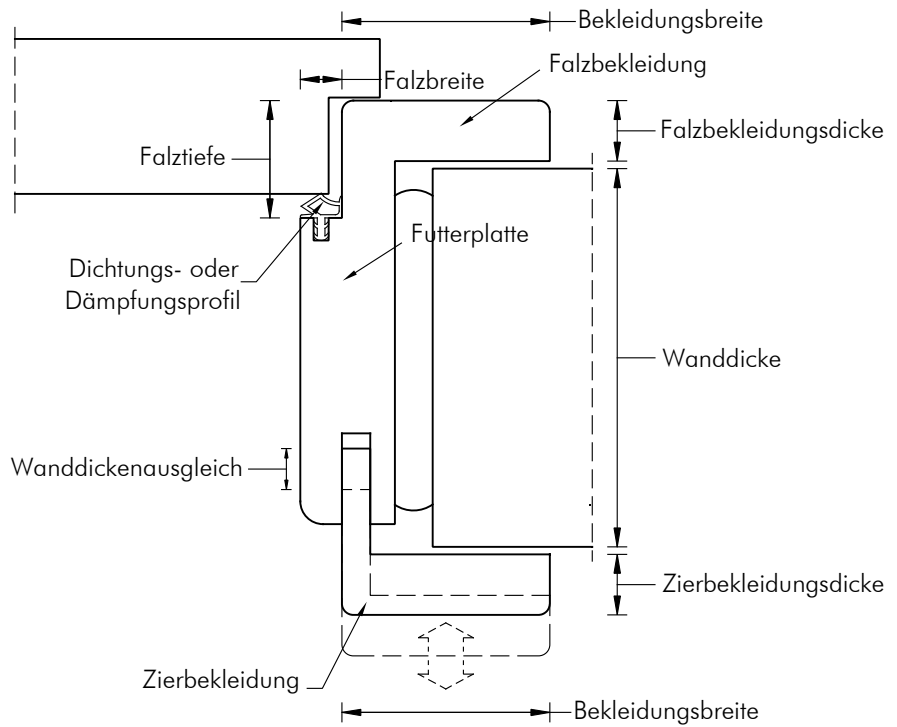 Bekleidungsbreite
Falzbekleidung
Falzbreite
Falzbekleidungsdicke
Falztiefe
Futterplatte
Dichtungs- oder
Dämpfungsprofil
Wanddicke
Wanddickenausgleich
Zierbekleidungsdicke
Zierbekleidung
Bekleidungsbreite